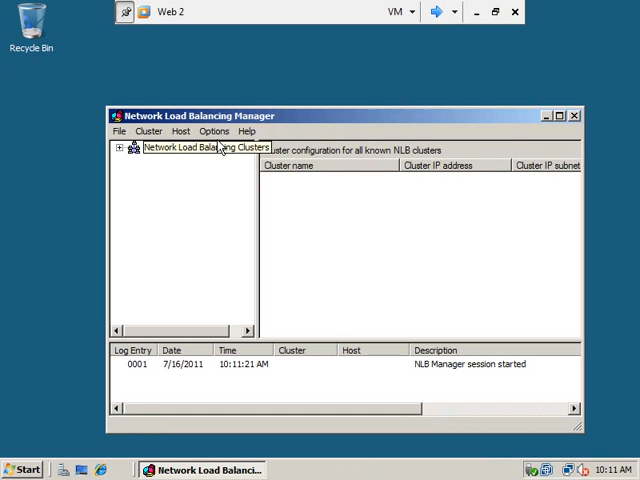 Web 2
VM
Recycle Bin
Network Load Balancing Manager
File Cluster Host Options Help
Network Load Balancing Clusters
Cluster configuration for all known NLB clusters
Cluster name Cluster IP address Cluster IP subnet
Log Entry Date Time Cluster Host Description
0001 7/16/2011 10:11:21 AM NLB Manager session started
Start
Network Load Balanci...
10:11 AM